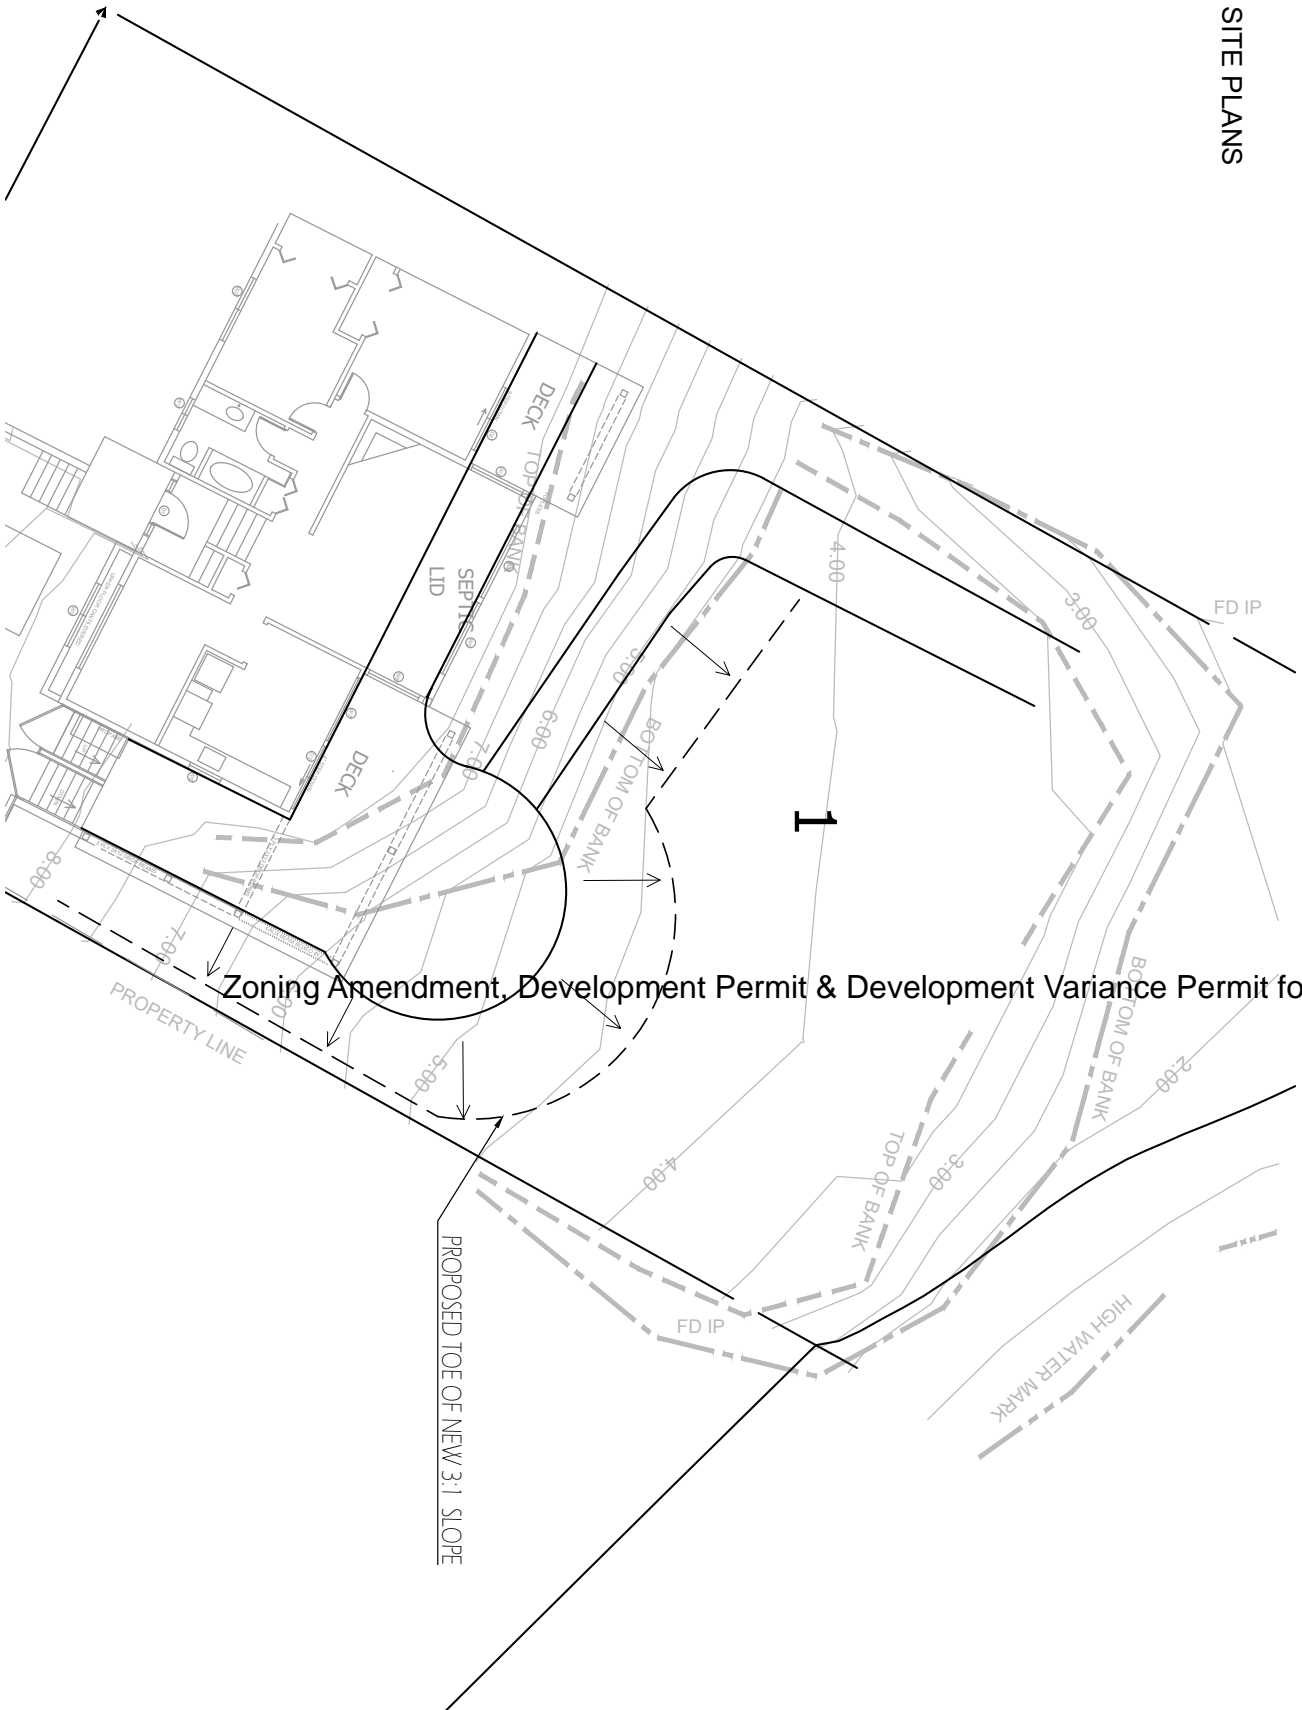 SITE PLANS
DECK
TOP OF BANK
SEPTIC
LID
4.00
3.00
FD IP
5.00
6.00
7.00
BOTTOM OF BANK
DECK
1
8.00
7.00
6.00
PROPERTY LINE
Zoning Amendment, Development Permit & Development Variance Permit fo
BOTTOM OF BANK
5.00
2.00
4.00
TOP OF BANK
3.00
FD IP
HIGH WATER MARK
PROPOSED TOE OF NEW 3:1 SLOPE